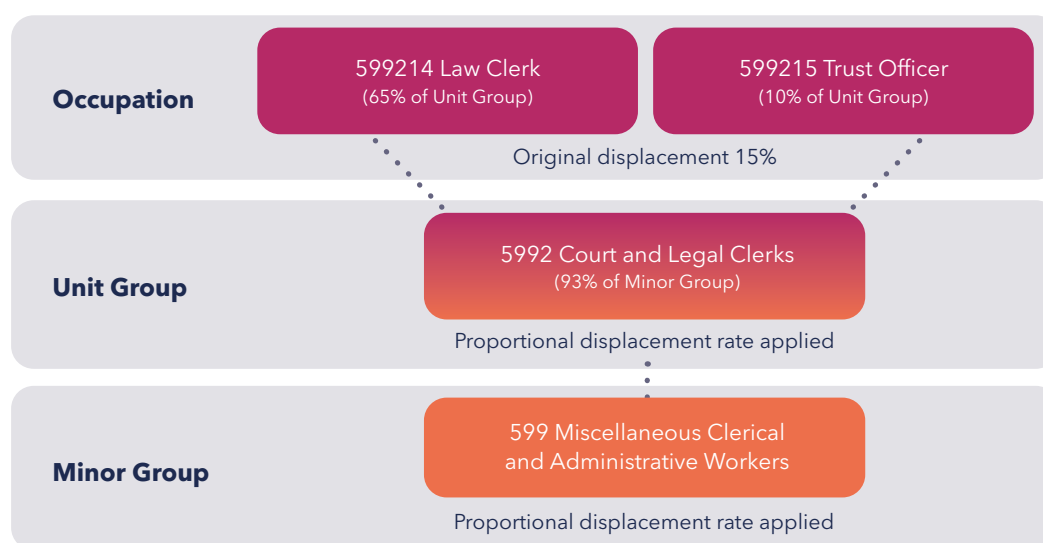 Occupation
599214 Law Clerk
(65% of Unit Group)
599215 Trust Officer
(10% of Unit Group)
Original displacement 15%
Unit Group
5992 Court and Legal Clerks
(93% of Minor Group)
Proportional displacement rate applied
Minor Group
599 Miscellaneous Clerical
and Administrative Workers
Proportional displacement rate applied